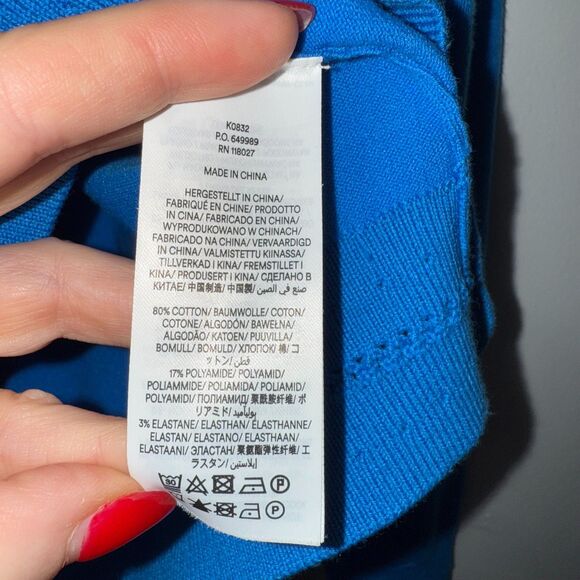 K0832
P.O. 649989
RN 118027
MADE IN CHINA
HERGESTELLT IN CHINA/
FABRIQUÉ EN CHINE/ PRODOTTO
IN CINA/ FABRICADO EN CHINA/
WYPRODUKOWANO W CHINACH/
FABRICADO NA CHINA/ VERVAARDIGD
IN CHINA/ VALMISTETTU KIINASSA/
TILLVERKAD I KINA/ FREMSTILLET I
KINA/ PRODUSERT I KINA/ СДЕЛАНО В
КИТАЕ/ 中国制造/ 中国製/ صنع في الصين
80% COTTON/ BAUMWOLLE/ COTON/
COTONE/ ALGODÓN/ BAWEŁNA/
ALGODÃO/ KATOEN/ PUUVILLA/
BOMULL/ BOMULD/ ХЛОПОК/ 棉/ コ
ットン/ قطن
17% POLYAMIDE/ POLYAMID/
POLIAMMIDE/ POLIAMIDA/ POLIAMID/
POLYAMIDI/ ПОЛИАМИД/ 聚酰胺纤维/ ポ
リアミド/ بولياميد
3% ELASTANE/ ELASTHAN/ ELASTHANNE/
ELASTAN/ ELASTANO/ ELASTHAAN/
ELASTAANI/ ЭЛАСТАН/ 聚氨酯弹性纤维/ エ
ラスタン/ إيلاستين
30 P
P